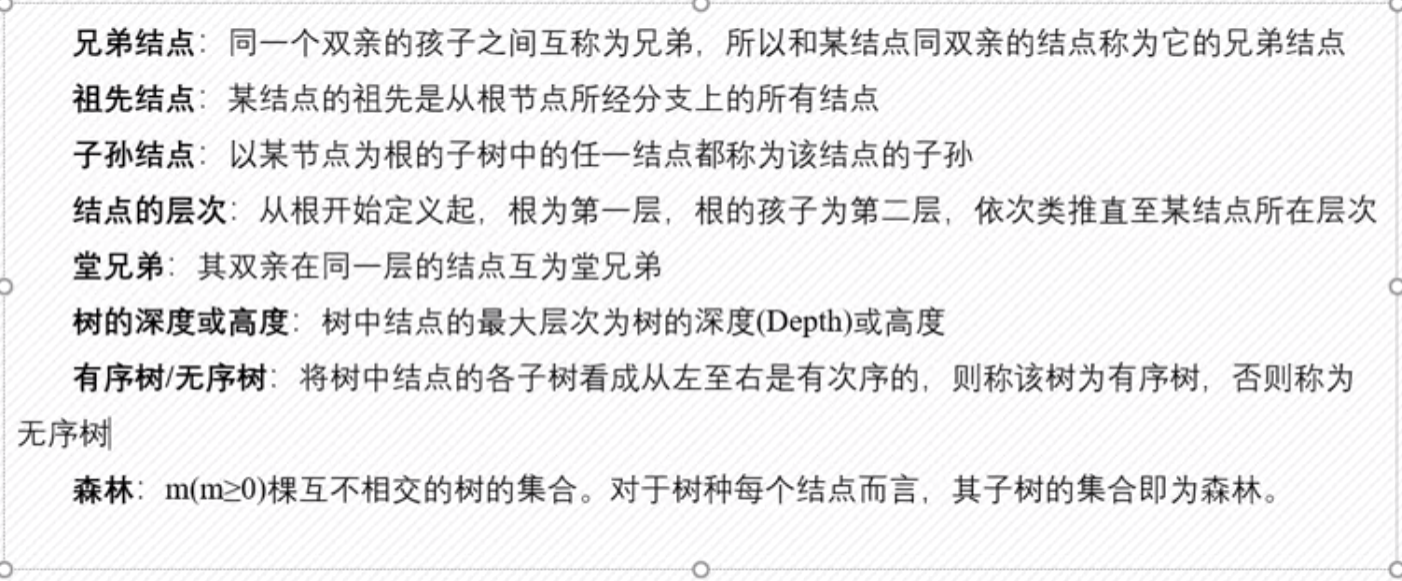 兄弟结点：同一个双亲的孩子之间互称为兄弟，所以和某结点同双亲的结点称为它的兄弟结点
祖先结点：某结点的祖先是从根节点所经分支上的所有结点
子孙结点：以某节点为根的子树中的任一结点都称为该结点的子孙
结点的层次：从根开始定义起，根为第一层，根的孩子为第二层，依次类推直至某结点所在层次
堂兄弟：其双亲在同一层的结点互为堂兄弟
树的深度或高度：树中结点的最大层次为树的深度(Depth)或高度
有序树/无序树：将树中结点的各子树看成从左至右是有次序的，则称该树为有序树，否则称为
无序树
森林：m(m≥0)棵互不相交的树的集合。对于树种每个结点而言，其子树的集合即为森林。